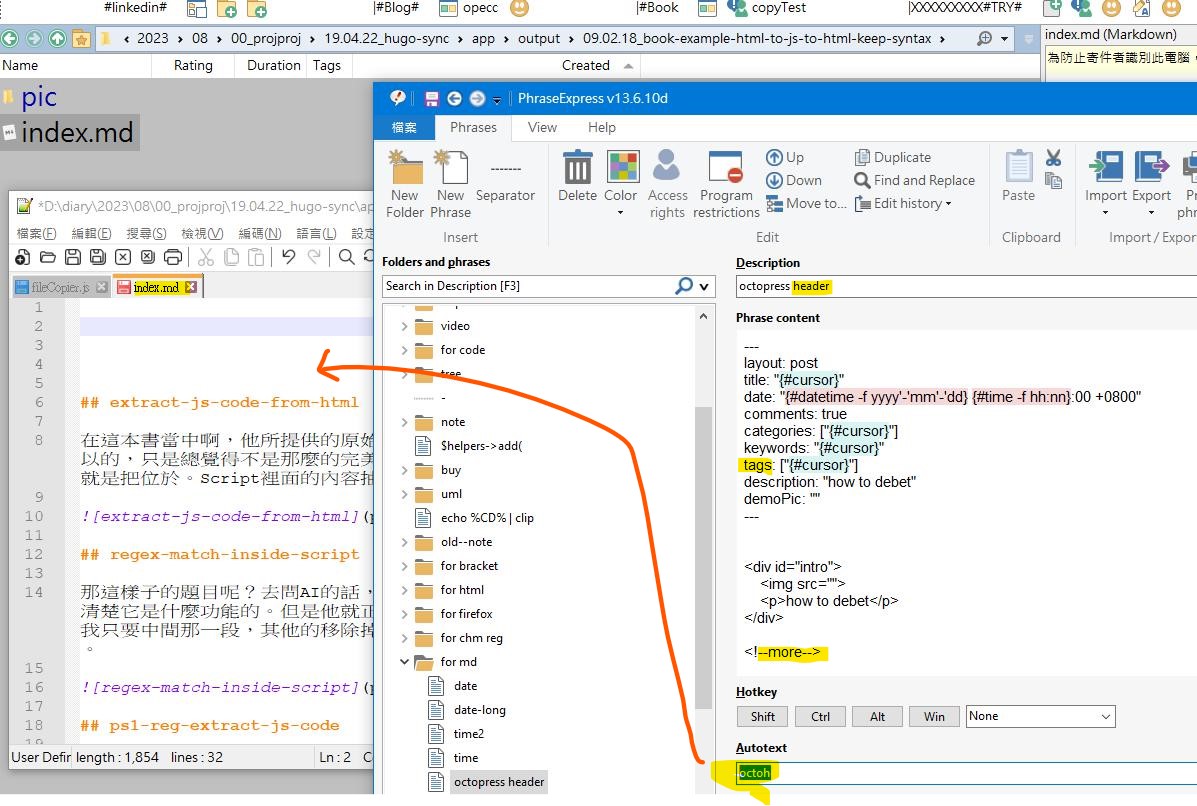 #linkedin#
|#Blog#
opecc
|#Book
copyTest
|XXXXXXXXX#TRY#
2023 › 08 › 00_projproj › 19.04.22_hugo-sync › app › output › 09.02.18_book-example-html-to-js-to-html-keep-syntax
index.md (Markdown)
為防止寄件者識別此電腦，
Name
Rating
Duration
Tags
Created
pic
index.md
*D:\diary\2023\08\00_projproj\19.04.22_hugo-sync\ap
檔案(F) 編輯(E) 搜尋(S) 檢視(V) 編碼(N) 語言(L) 設定
fileCopier.js
index.md
1
2
3
4
5
6 ## extract-js-code-from-html
7
8 在這本書當中啊，他所提供的原始
以的，只是總覺得不是那麼的完美
就是把位於。Script裡面的內容抽
9
10 ![extract-js-code-from-html](p
11
12 ## regex-match-inside-script
13
14 那這樣子的題目呢？去問AI的話，
清楚它是什麼功能的。但是他就正
我只要中間那一段，其他的移除掉
。
15
16 ![regex-match-inside-script](p
17
18 ## ps1-reg-extract-js-code
19
User Defin
length : 1,854 lines : 32
Ln : 2 C
PhraseExpress v13.6.10d
檔案
Phrases
View
Help
New Folder
New Phrase
Separator
Insert
Delete
Color
Access rights
Program restrictions
Up
Down
Move to...
Duplicate
Find and Replace
Edit history
Edit
Paste
Clipboard
Import
Export
Import / Export
Folders and phrases
Search in Description [F3]
video
for code
tree
-
note
$helpers->add(
buy
uml
echo %CD% | clip
old--note
for bracket
for html
for firefox
for chm reg
for md
date
date-long
time2
time
octopress header
Description
octopress header
Phrase content
---
layout: post
title: "{#cursor}"
date: "{#datetime -f yyyy'-'mm'-'dd} {#time -f hh:nn}:00 +0800"
comments: true
categories: ["{#cursor}"]
keywords: "{#cursor}"
tags: ["{#cursor}"]
description: "how to debet"
demoPic: ""
---
<div id="intro">
<img src="">
<p>how to debet</p>
</div>
<!--more-->
Hotkey
Shift
Ctrl
Alt
Win
None
Autotext
octoh